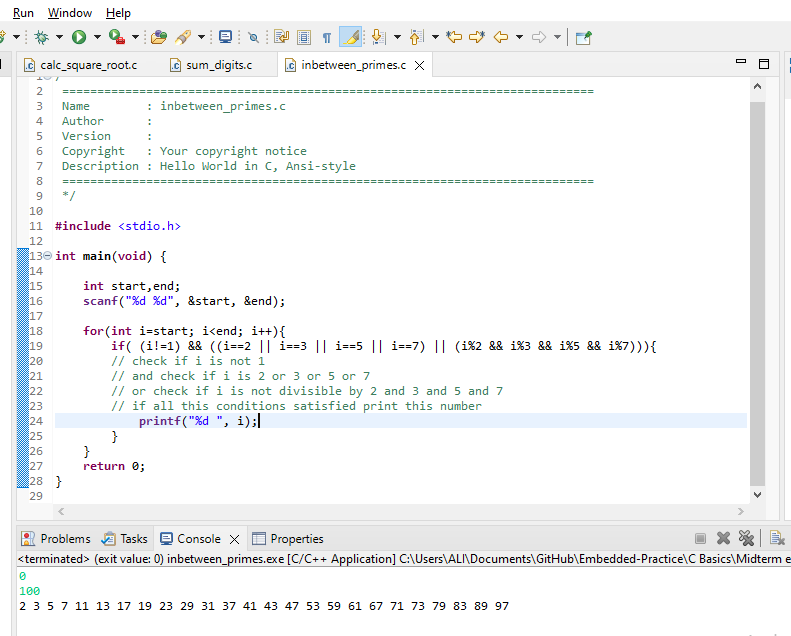 Run Window Help
calc_square_root.c sum_digits.c inbetween_primes.c
1 /
2 ============================================================================
3 Name : inbetween_primes.c
4 Author :
5 Version :
6 Copyright : Your copyright notice
7 Description : Hello World in C, Ansi-style
8 ============================================================================
9 */
10
11 #include <stdio.h>
12
13 int main(void) {
14
15 int start,end;
16 scanf("%d %d", &start, &end);
17
18 for(int i=start; i<end; i++){
19 if( (i!=1) && ((i==2 || i==3 || i==5 || i==7) || (i%2 && i%3 && i%5 && i%7))){
20 // check if i is not 1
21 // and check if i is 2 or 3 or 5 or 7
22 // or check if i is not divisible by 2 and 3 and 5 and 7
23 // if all this conditions satisfied print this number
24 printf("%d ", i);
25 }
26 }
27 return 0;
28 }
29
Problems Tasks Console Properties
<terminated> (exit value: 0) inbetween_primes.exe [C/C++ Application] C:\Users\ALI\Documents\GitHub\Embedded-Practice\C Basics\Midterm e
0
100
2 3 5 7 11 13 17 19 23 29 31 37 41 43 47 53 59 61 67 71 73 79 83 89 97